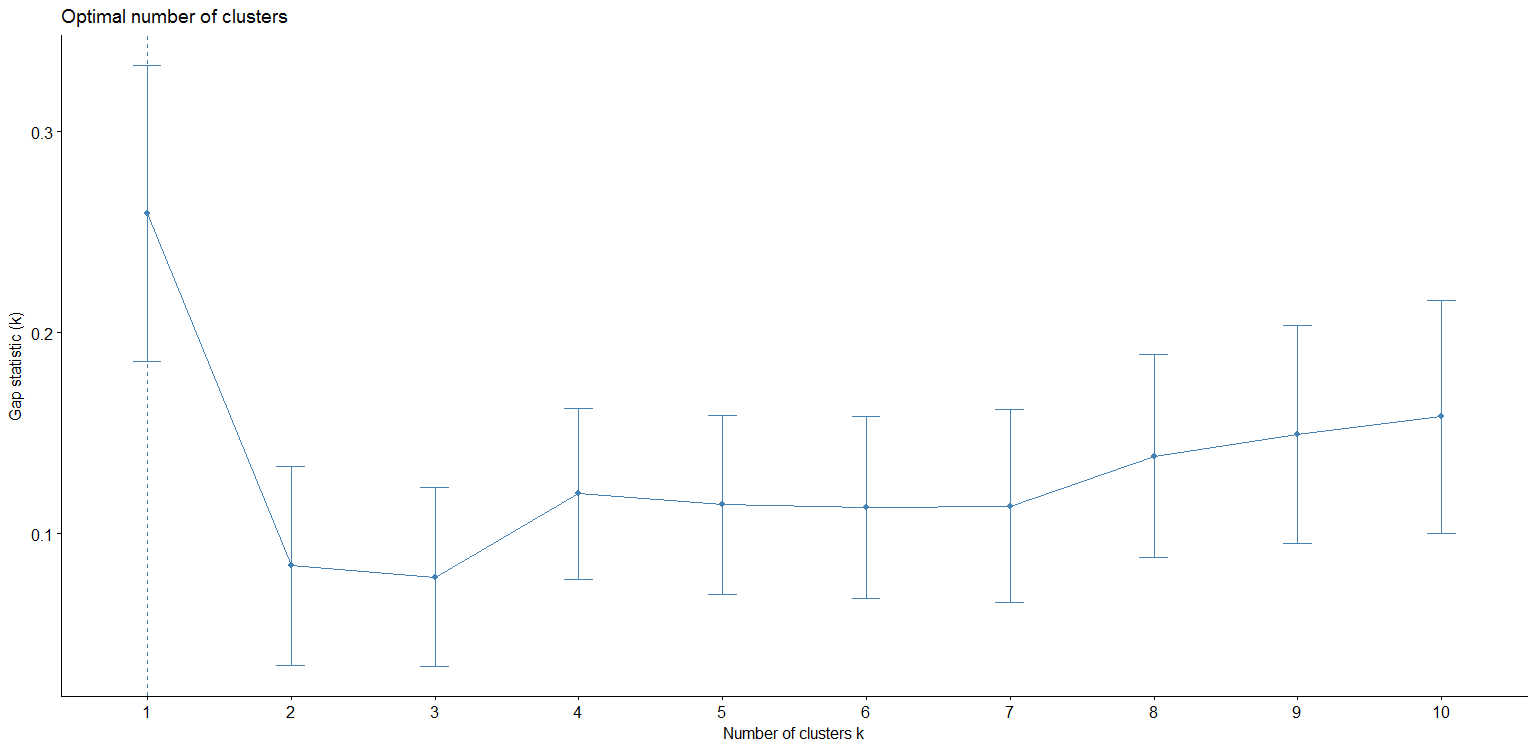 Optimal number of clusters
Gap statistic (k)
0.3
0.2
0.1
1 2 3 4 5 6 7 8 9 10
Number of clusters k